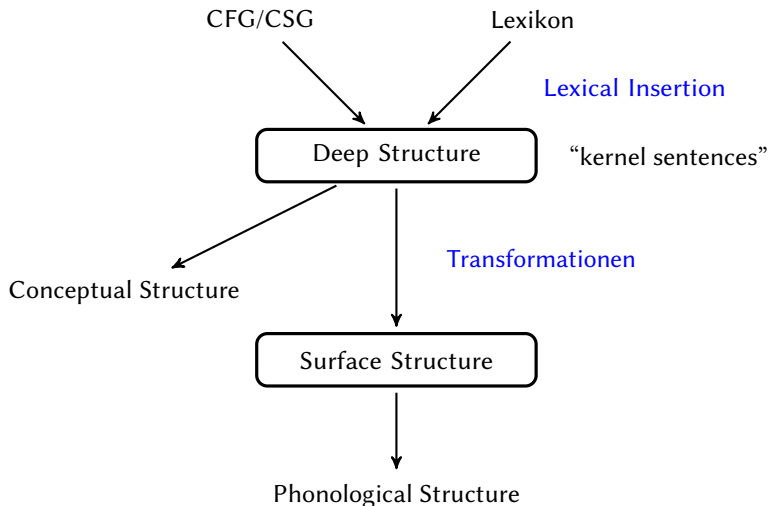 CFG/CSG
Lexikon
Lexical Insertion
Deep Structure
“kernel sentences”
Transformationen
Conceptual Structure
Surface Structure
Phonological Structure